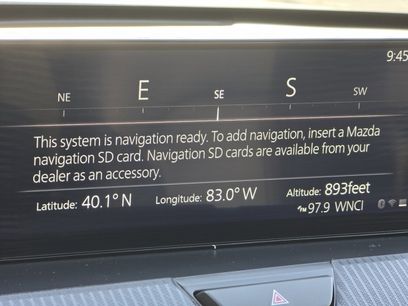 9:45
NE E SE S SW
This system is navigation ready. To add navigation, insert a Mazda
navigation SD card. Navigation SD cards are available from your
dealer as an accessory.
Latitude: 40.1° N Longitude: 83.0° W Altitude: 893feet
FM 97.9 WNCI